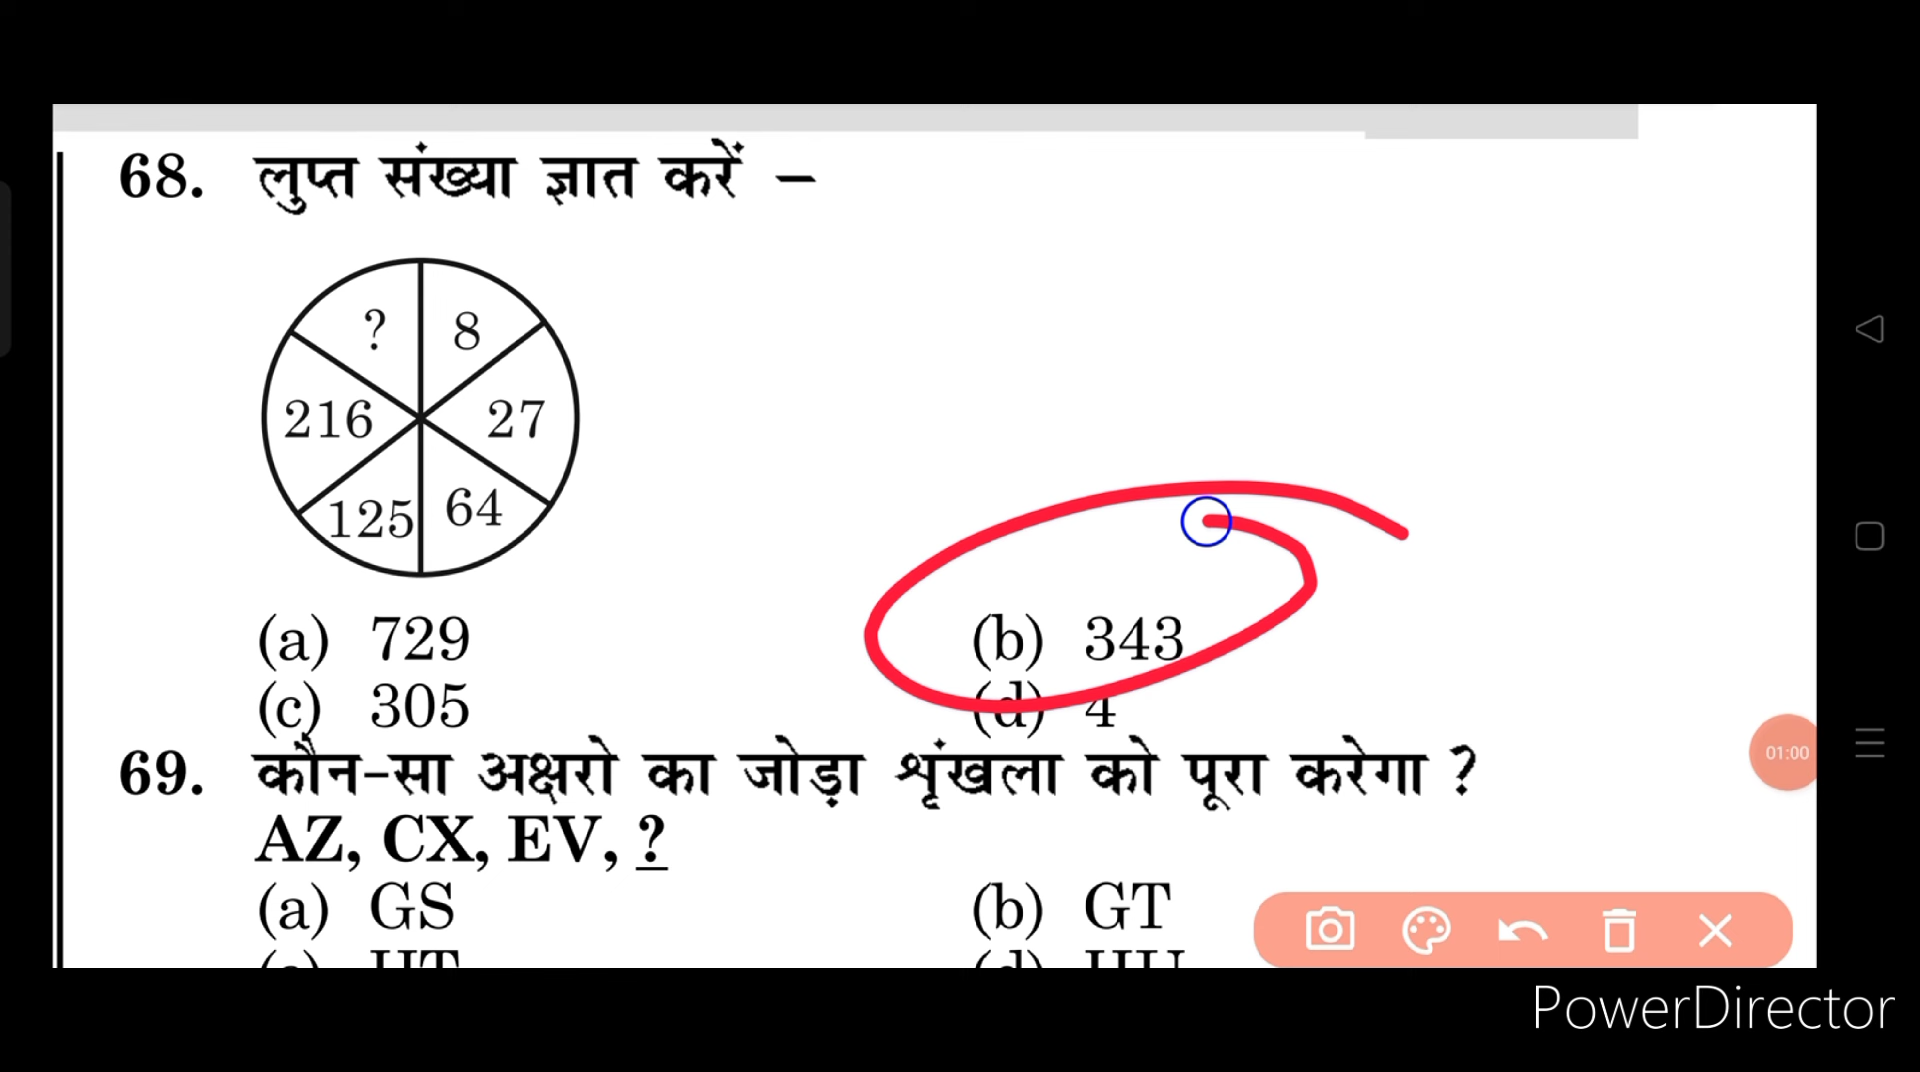 68. लुप्त संख्या ज्ञात करें –
? 8
216 27
125 64
(a) 729 (b) 343
(c) 305 (d) 4
69. कौन-सा अक्षरो का जोड़ा शृंखला को पूरा करेगा ?
AZ, CX, EV, ?
(a) GS (b) GT
01:00
PowerDirector